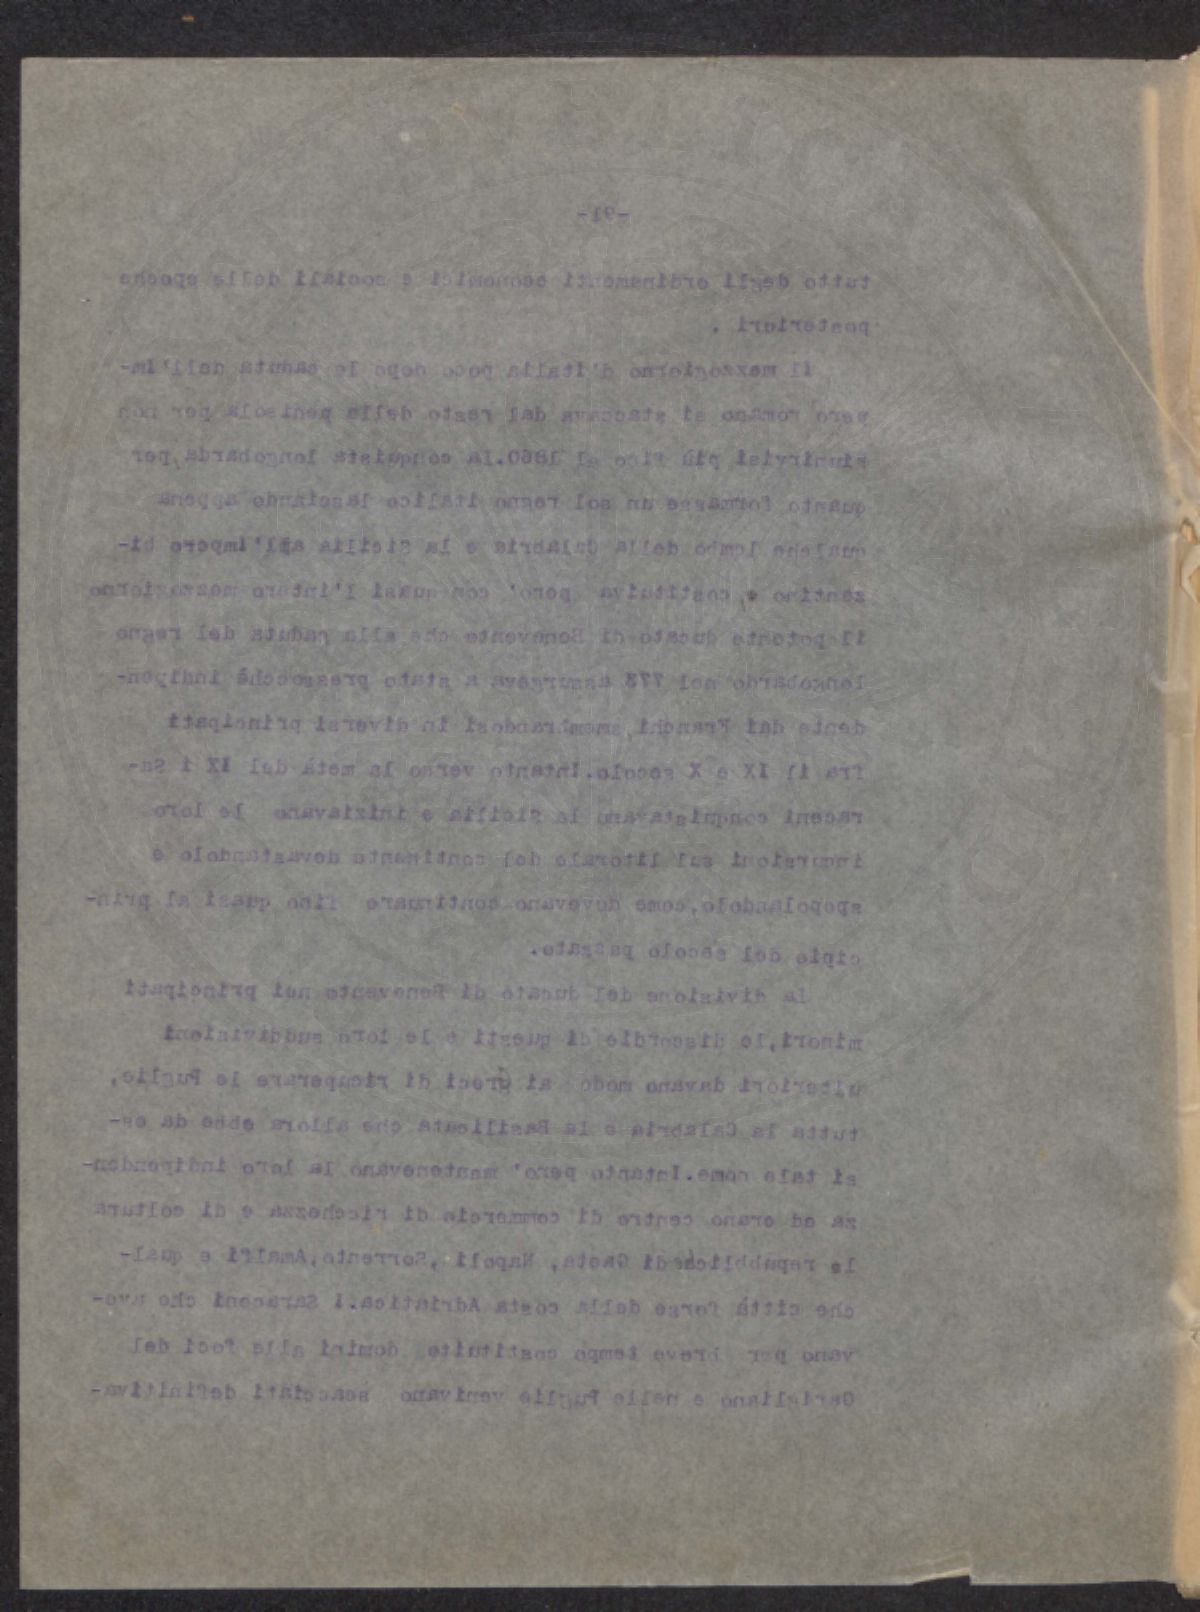 -91-
tutto degli ordinamenti economici e sociali delle epoche
posteriori .
Il mezzogiorno d'Italia poco dopo la caduta dell'Im-
pero romano si staccava dal resto della penisola per non
riunirvisi più fino al 1860.La conquista longobarda,per
quanto formasse un sol regno italico lasciando appena
qualche lembo della Calabria e la Sicilia all'impero bi-
zantino , costituiva pero' con quasi l'intero mezzogiorno
il potente ducato di Benevento che alla caduta del regno
longobardo nel 773 assurgeva a stato pressocchè indipen-
dente dai Franchi,smembrandosi in diversi principati
fra il IX e X secolo.Intanto verso la metà del IX i Sa-
raceni conquistavano la Sicilia e iniziavano le loro
incursioni sul litorale del continente devastandolo e
spopolandolo,come dovevano continuare fino quasi al prin-
cipio del secolo passato.
La divisione del ducato di Benevento nei principati
minori,le discordie di questi e le loro suddivisioni
ulteriori davano modo ai Greci di ricuperare le Puglie,
tutta la Calabria e la Basilicata che allora ebbe da es-
si tale nome.Intanto pero' mantenevano la loro indipenden-
za ed erano centro di commercio di ricchezza e di coltura
le repubbliche di Gaeta, Napoli ,Sorrento,Amalfi e qual-
che città forse della costa Adriatica.I Saraceni che ave-
vano per breve tempo costituite domini alle foci del
Garigliano e nelle Puglie venivano scacciati definitiva-